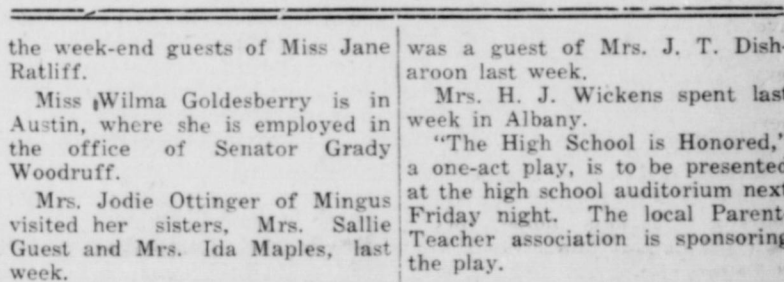 the week-end guests of Miss Jane
Ratliff.
Miss Wilma Goldesberry is in
Austin, where she is employed in
the office of Senator Grady
Woodruff.
Mrs. Jodie Ottinger of Mingus
visited her sisters, Mrs. Sallie
Guest and Mrs. Ida Maples, last
week.
was a guest of Mrs. J. T. Dish-
aroon last week.
Mrs. H. J. Wickens spent last
week in Albany.
"The High School is Honored,"
a one-act play, is to be presented
at the high school auditorium next
Friday night. The local Parent
Teacher association is sponsoring
the play.